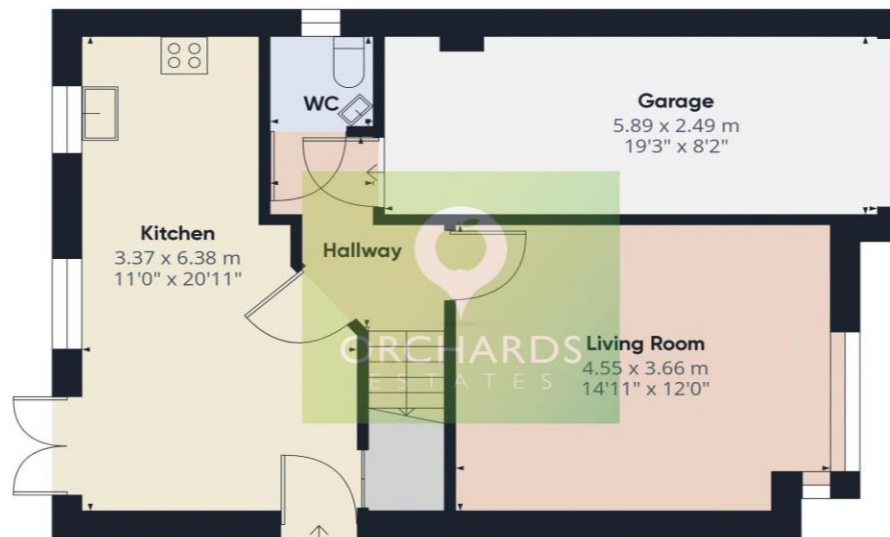 WC
Garage
5.89 x 2.49 m
19'3" x 8'2"
Kitchen
3.37 x 6.38 m
11'0" x 20'11"
Hallway
Living Room
4.55 x 3.66 m
14'11" x 12'0"
ORCHARDS
ESTATES